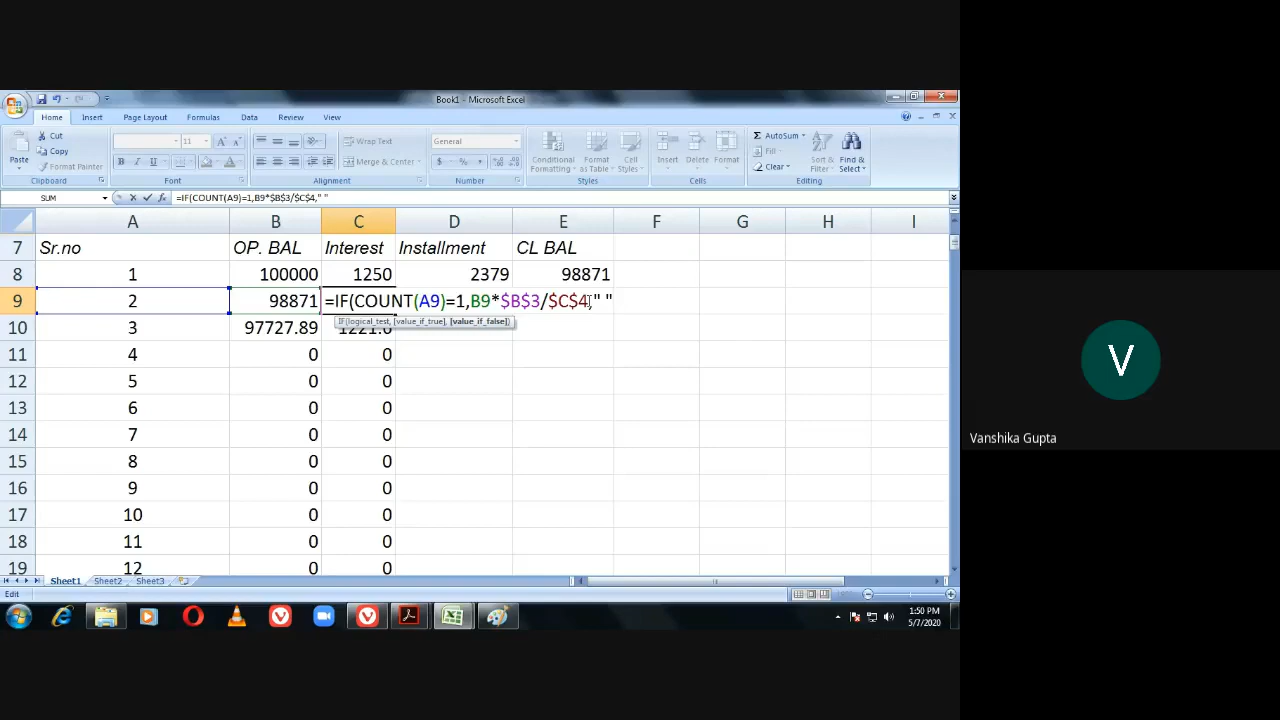 Book1 - Microsoft Excel
Home Insert Page Layout Formulas Data Review View
Cut
Copy
Format Painter
Paste
Clipboard
11
B I U
Font
Wrap Text
Merge & Center
Alignment
General
$ % ,
Number
Conditional Formatting
Format as Table
Cell Styles
Styles
Insert Delete Format
Cells
AutoSum
Fill
Clear
Sort & Filter
Find & Select
Editing
SUM fx =IF(COUNT(A9)=1,B9*$B$3/$C$4," "
A B C D E F G H I
7 Sr.no OP. BAL Interest Installment CL BAL
8 1 100000 1250 2379 98871
9 2 98871 =IF(COUNT(A9)=1,B9*$B$3/$C$4," "
IF(logical_test, [value_if_true], [value_if_false])
10 3 97727.89
11 4 0 0
12 5 0 0
13 6 0 0
14 7 0 0
15 8 0 0
16 9 0 0
17 10 0 0
18 11 0 0
19 12 0 0
Sheet1 Sheet2 Sheet3
Edit
1:50 PM
5/7/2020
V
Vanshika Gupta